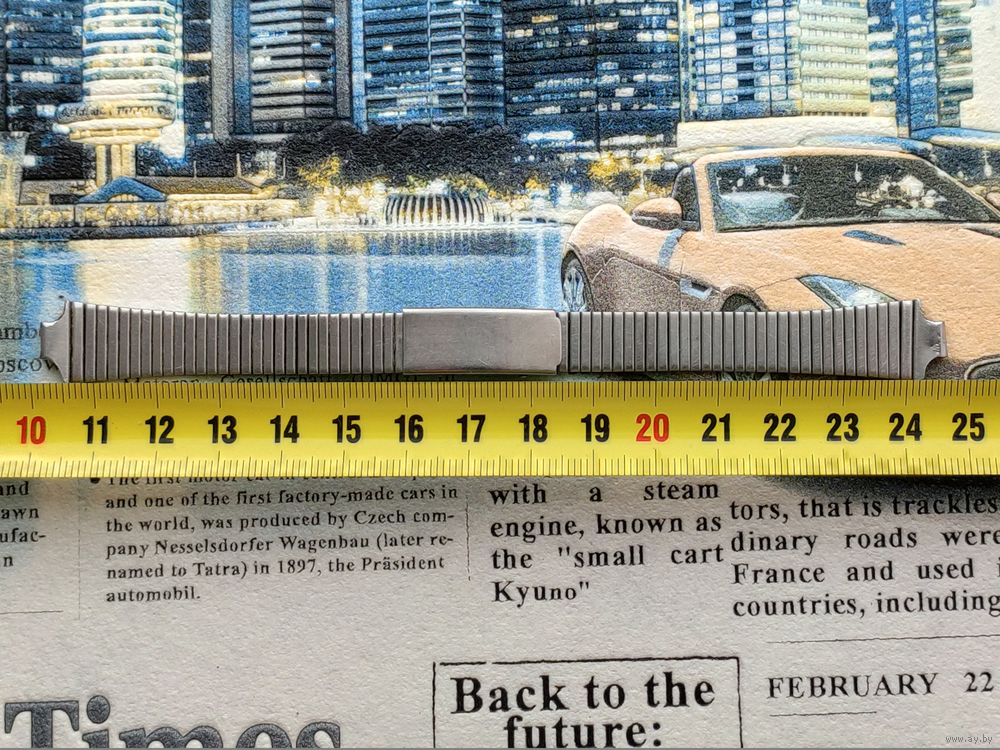 10 11 12 13 14 15 16 17 18 19 20 21 22 23 24 25
and one of the first factory-made cars in
the world, was produced by Czech com-
pany Nesselsdorfer Wagenbau (later re-
named to Tatra) in 1897, the Präsident
automobil.
with a steam
engine, known as
the "small cart
Kyuno"
tors, that is trackles
dinary roads were
France and used i
countries, including
and
awn
ufac-
n
Times
Back to the
future:
FEBRUARY 22
www.ay.by